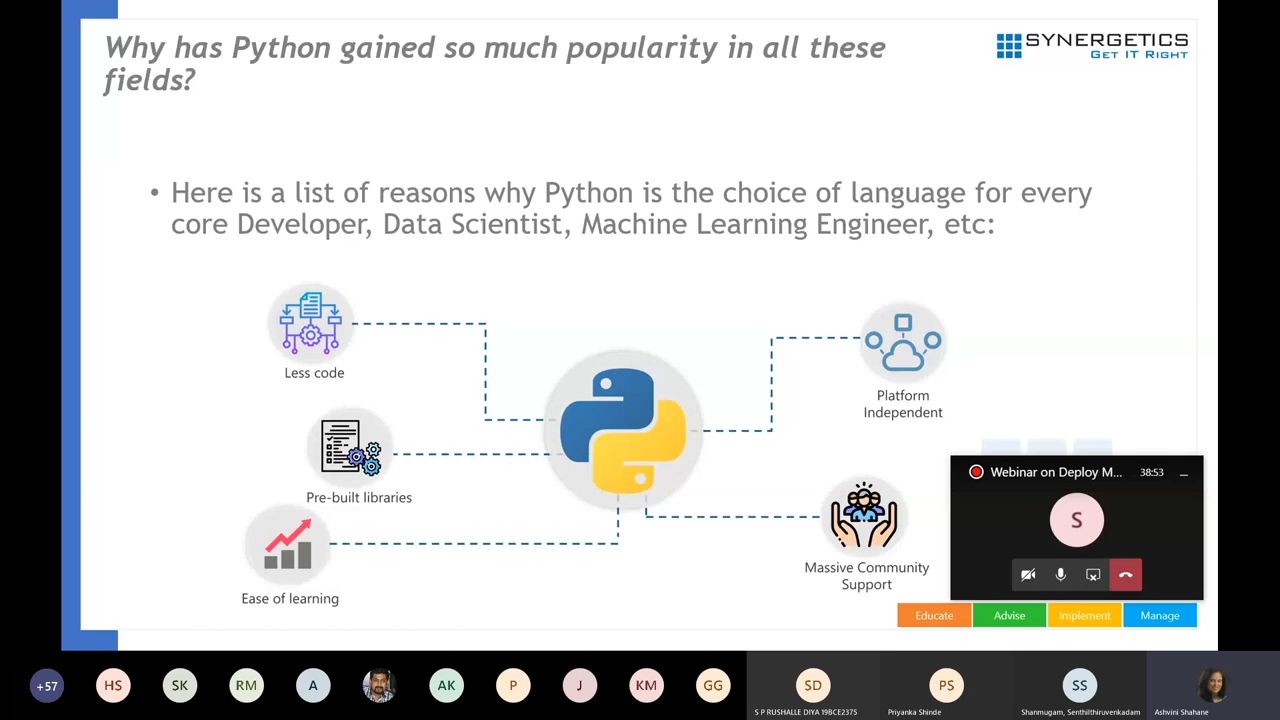 Why has Python gained so much popularity in all these
fields?
SYNERGETICS
GET IT RIGHT
• Here is a list of reasons why Python is the choice of language for every
core Developer, Data Scientist, Machine Learning Engineer, etc:
Less code
Pre-built libraries
Ease of learning
Platform
Independent
Massive Community
Support
Webinar on Deploy M...
38:53
S
Educate
Advise
Implement
Manage
+57
HS
SK
RM
A
AK
P
J
KM
GG
SD
S P RUSHALLE DIYA 19BCE2375
PS
Priyanka Shinde
SS
Shanmugam, Senthilthiruvenkadam
Ashvini Shahane